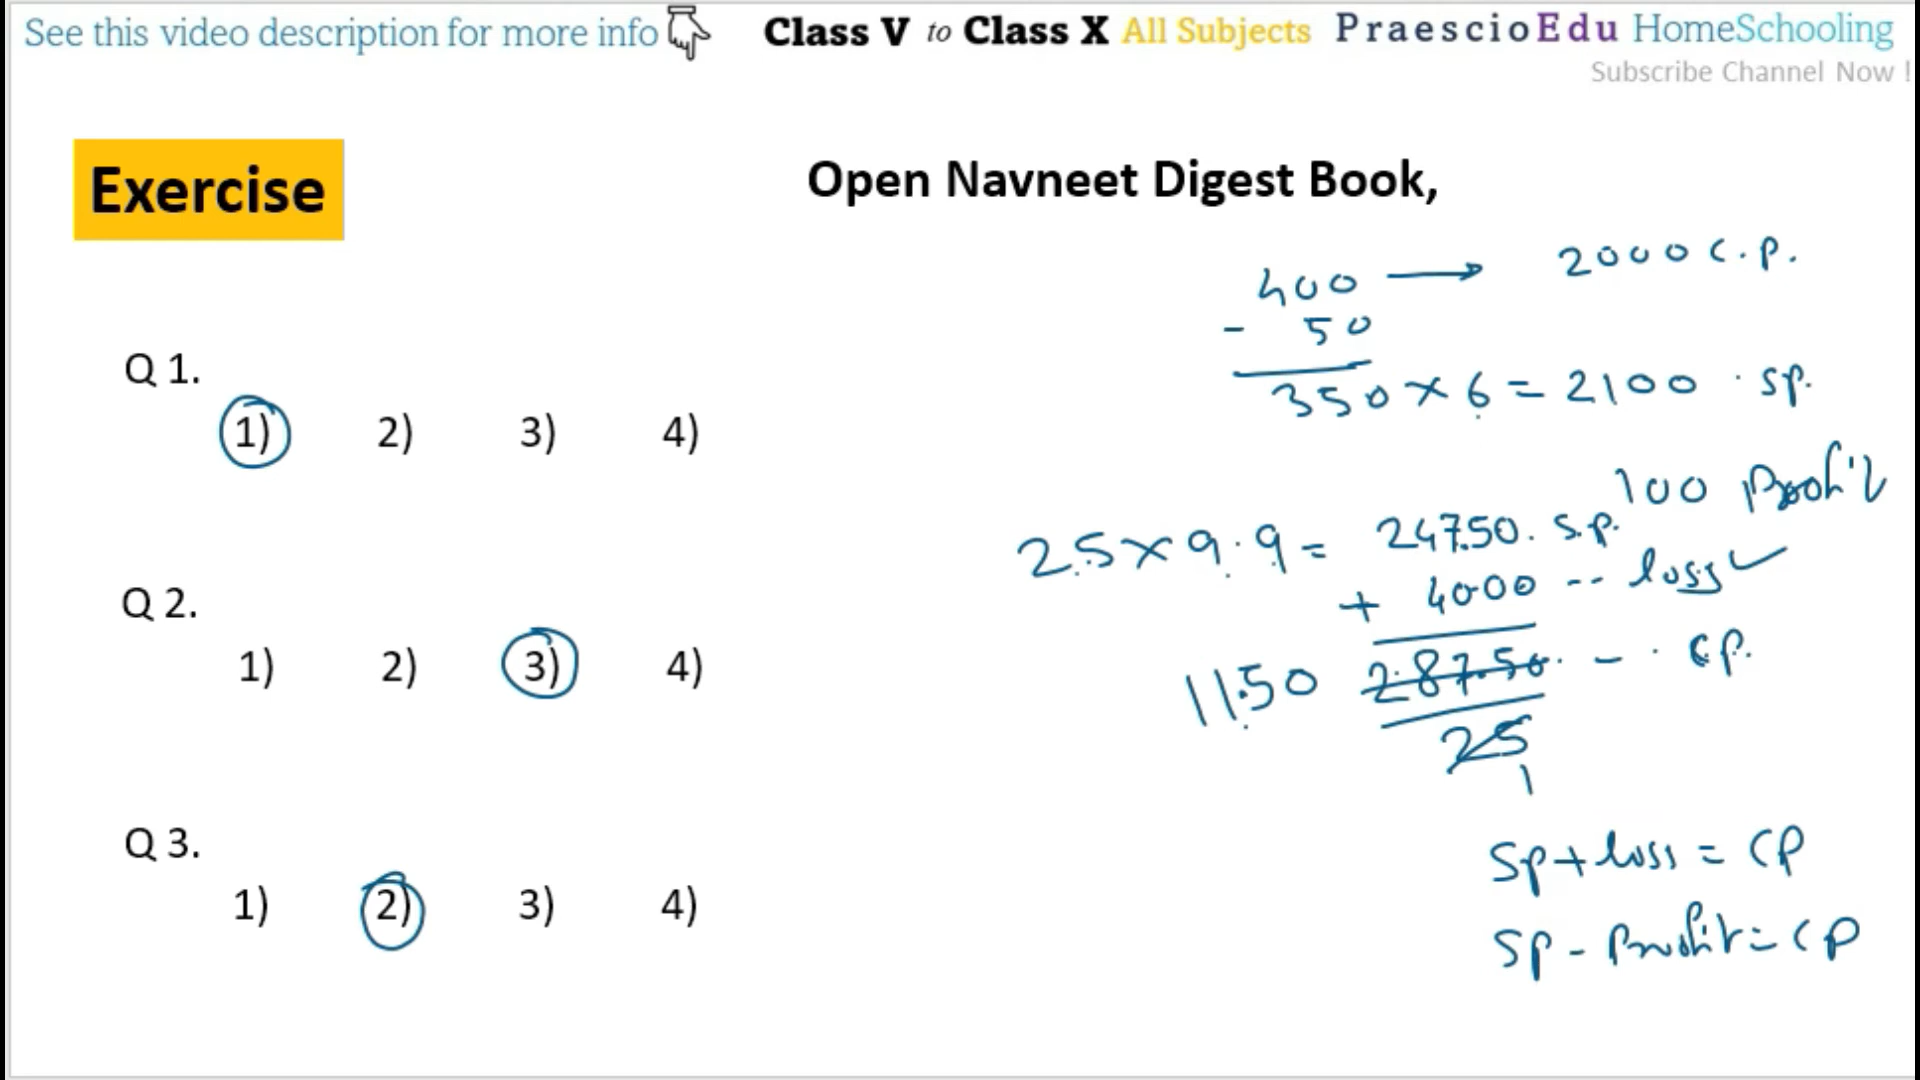 See this video description for more info Class V to Class X All Subjects PraescioEdu HomeSchooling
Subscribe Channel Now !
Exercise
Open Navneet Digest Book,
400 → 2000 C.P.
- 50
350 × 6 = 2100 . SP.
100 Profit
Q 1.
1) 2) 3) 4)
25 × 9.9 = 247.50. S.P.
+ 40.00 -- loss ✓
287.50. - . CP.
11.50
25
1
Q 2.
1) 2) 3) 4)
SP + loss = CP
SP - Profit = CP
Q 3.
1) 2) 3) 4)